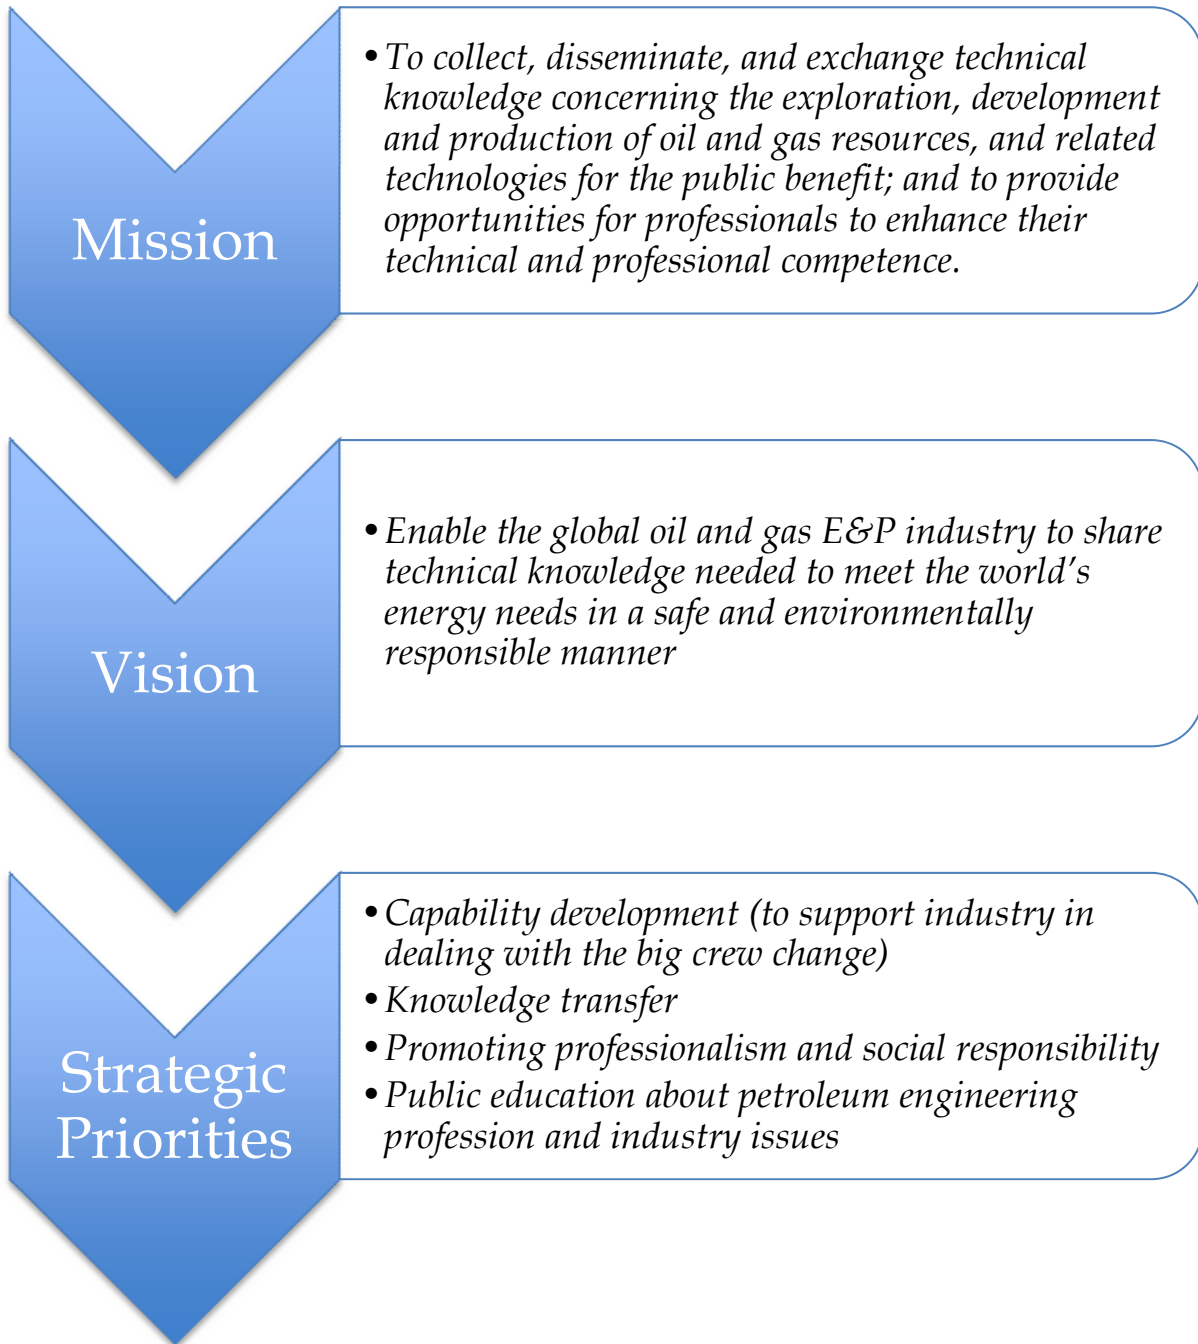 Mission
• To collect, disseminate, and exchange technical
knowledge concerning the exploration, development
and production of oil and gas resources, and related
technologies for the public benefit; and to provide
opportunities for professionals to enhance their
technical and professional competence.
Vision
• Enable the global oil and gas E&P industry to share
technical knowledge needed to meet the world’s
energy needs in a safe and environmentally
responsible manner
Strategic
Priorities
• Capability development (to support industry in
dealing with the big crew change)
• Knowledge transfer
• Promoting professionalism and social responsibility
• Public education about petroleum engineering
profession and industry issues